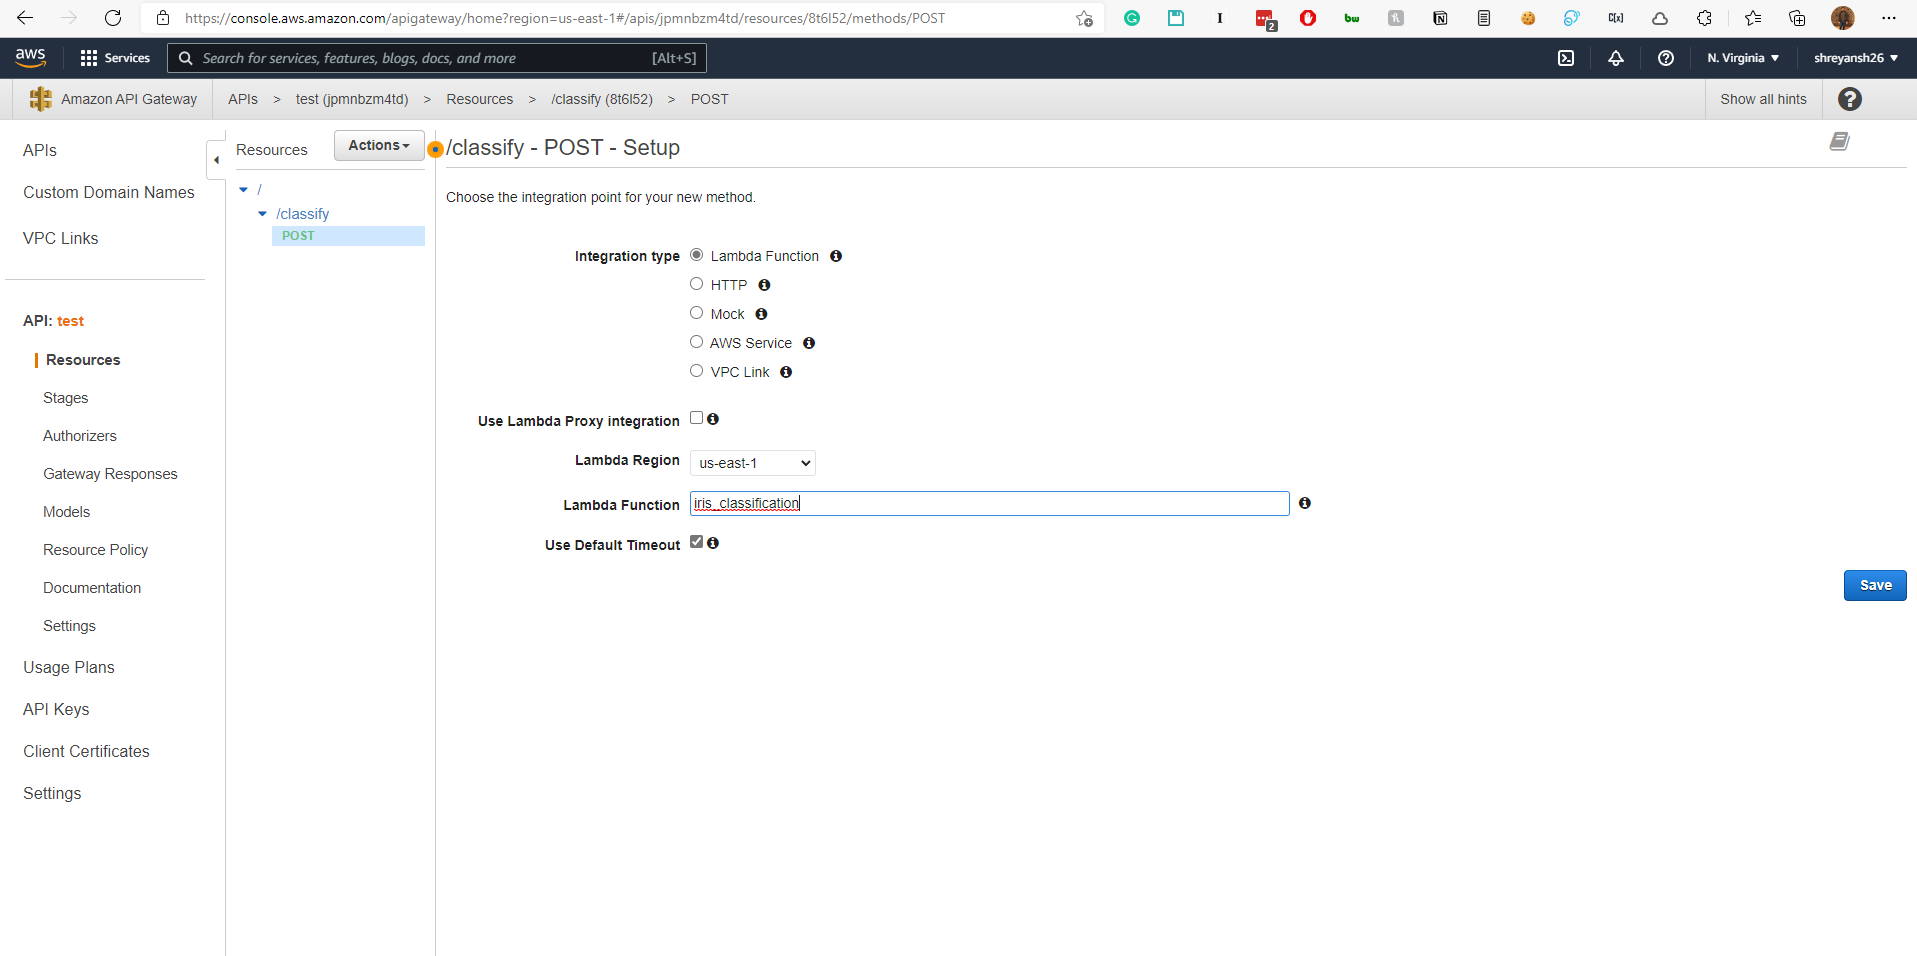 https://console.aws.amazon.com/apigateway/home?region=us-east-1#/apis/jpmnbzm4td/resources/8t6l52/methods/POST
2
bw
C[x]
aws
Services
Search for services, features, blogs, docs, and more [Alt+S]
N. Virginia
shreyansh26
Amazon API Gateway
APIs > test (jpmnbzm4td) > Resources > /classify (8t6l52) > POST
Show all hints
APIs
Custom Domain Names
VPC Links
API: test
Resources
Stages
Authorizers
Gateway Responses
Models
Resource Policy
Documentation
Settings
Usage Plans
API Keys
Client Certificates
Settings
Resources
Actions
/
/classify
POST
/classify - POST - Setup
Choose the integration point for your new method.
Integration type Lambda Function
HTTP
Mock
AWS Service
VPC Link
Use Lambda Proxy integration
Lambda Region us-east-1
Lambda Function iris_classification
Use Default Timeout
Save